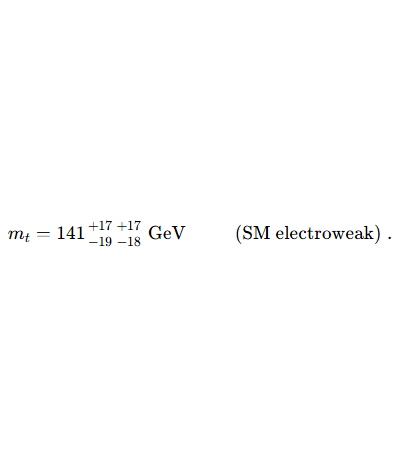 m_t = 141 ^{+17}_{-19} ^{+17}_{-18} GeV (SM electroweak) .